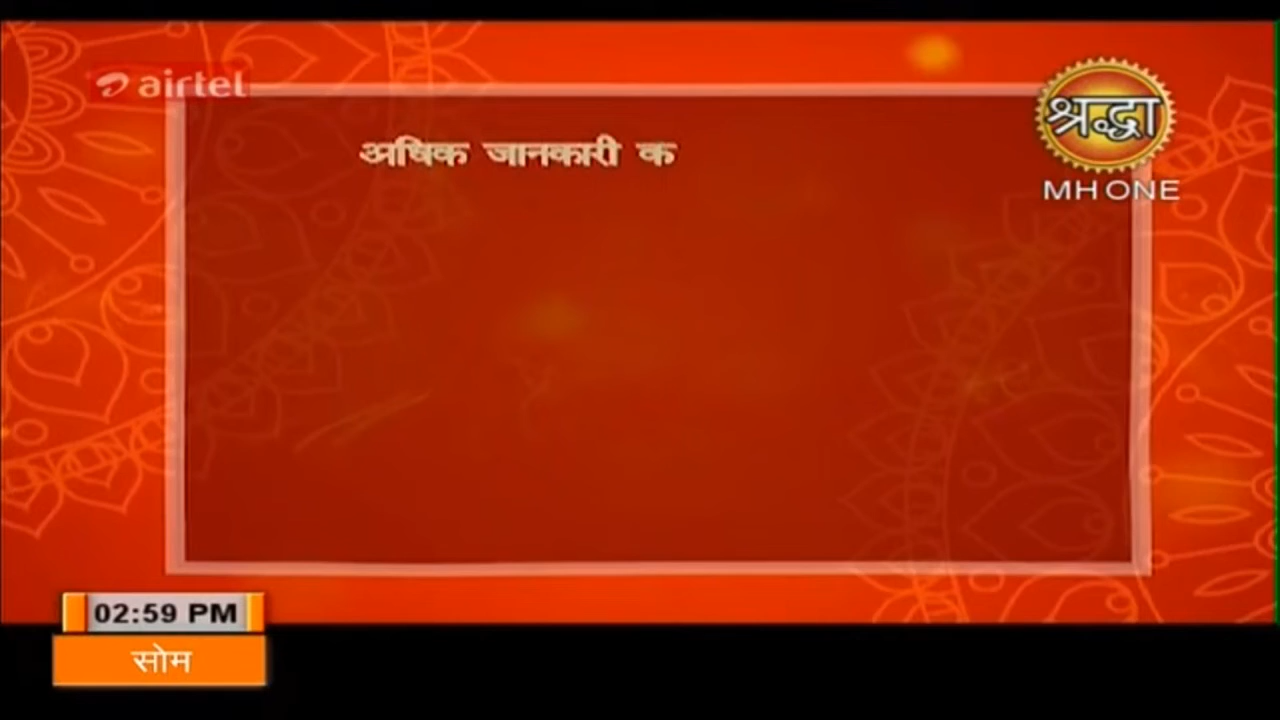 airtel
श्रद्धा
MH ONE
अधिक जानकारी क
02:59 PM
सोम